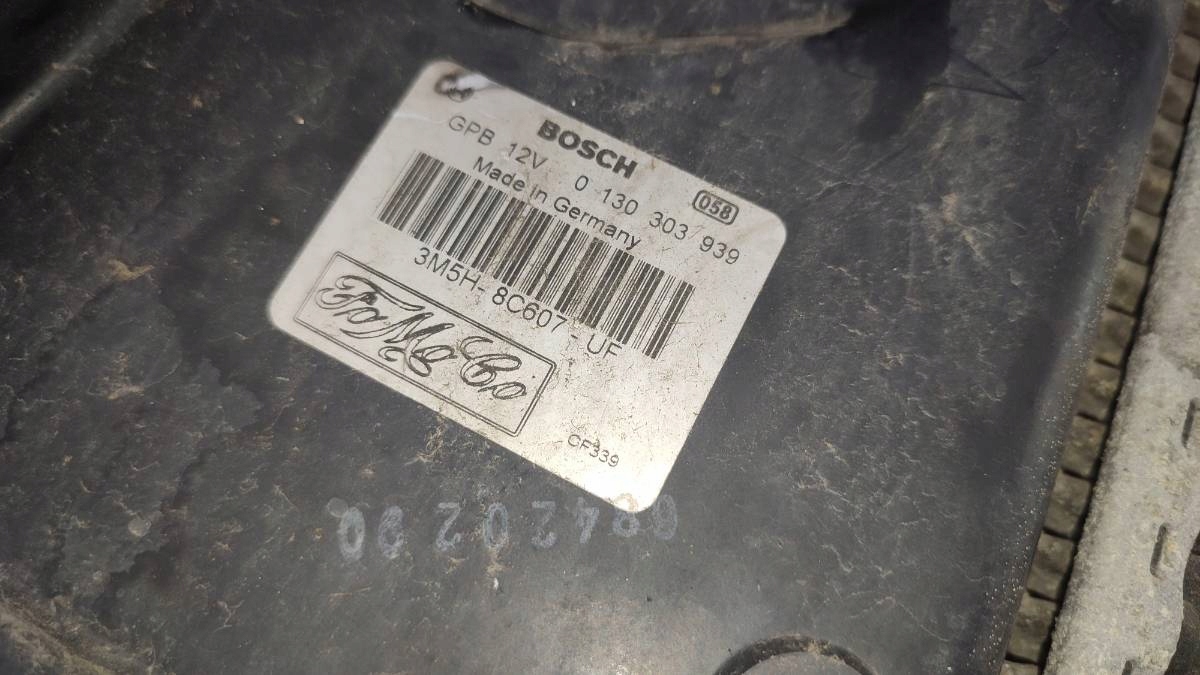 BOSCH
058
GPB 12V 0 130 303 939
Made in Germany
3M5H- 8C607 - UF
FoMoCo
CF339